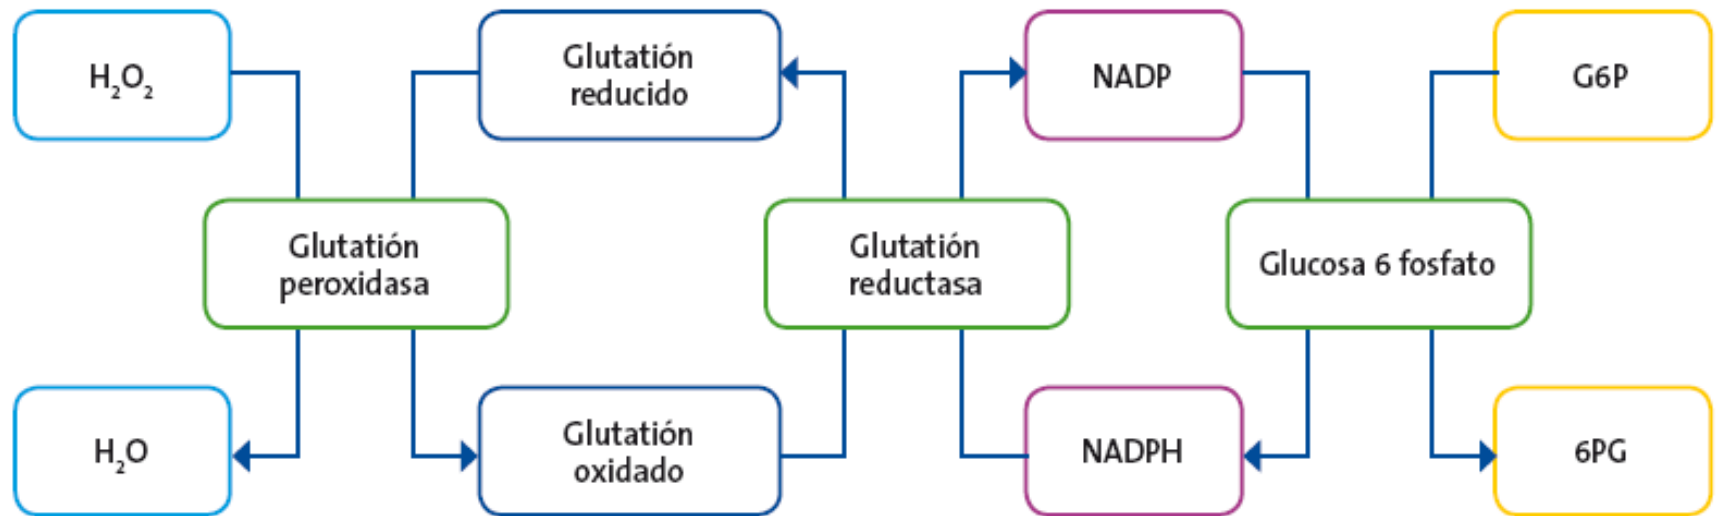 H₂O₂
Glutatión
reducido
NADP
G6P
Glutatión
peroxidasa
Glutatión
reductasa
Glucosa 6 fosfato
H₂O
Glutatión
oxidado
NADPH
6PG